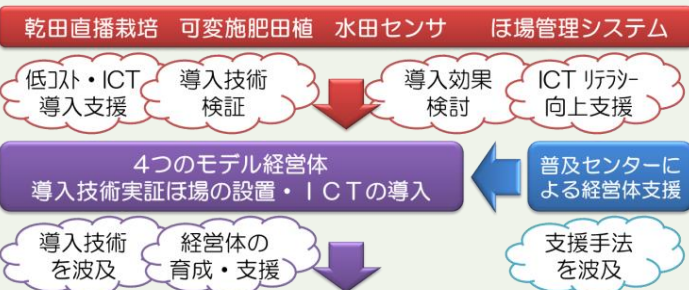 乾田直播栽培　可変施肥田植　水田センサ　ほ場管理システム
低コスト・ICT
導入支援
導入技術
検証
導入効果
検討
ICT リテラシー
向上支援
4つのモデル経営体
導入技術実証ほ場の設置・ICTの導入
普及センターに
よる経営体支援
導入技術
を波及
経営体の
育成・支援
支援手法
を波及